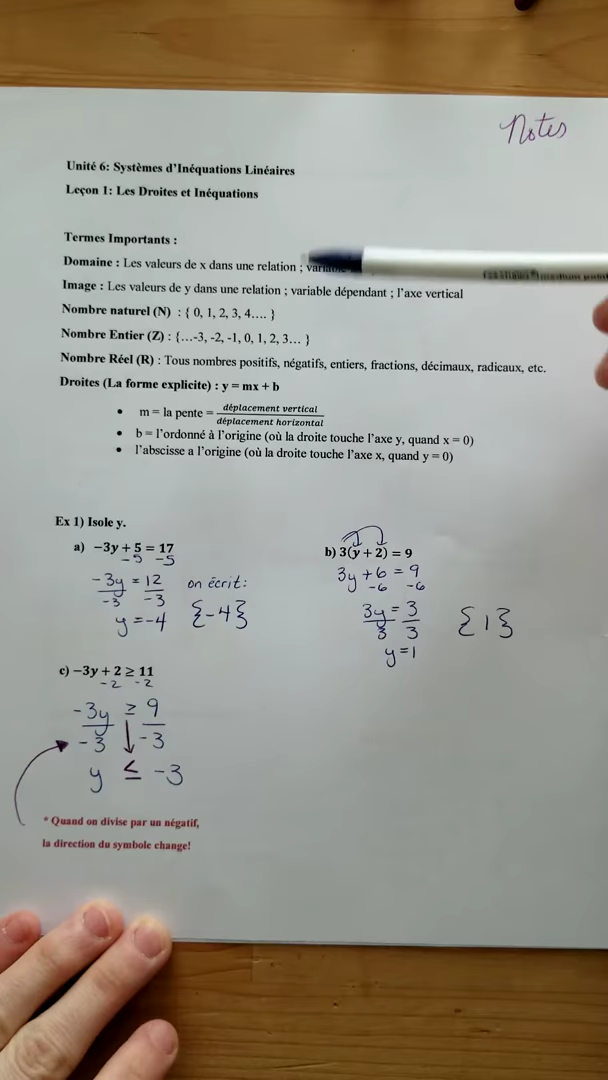 Notes
Unité 6: Systèmes d'Inéquations Linéaires
Leçon 1: Les Droites et Inéquations
Termes Importants :
Domaine : Les valeurs de x dans une relation ;
Image : Les valeurs de y dans une relation ; variable dépendant ; l'axe vertical
Nombre naturel (N) : { 0, 1, 2, 3, 4…. }
Nombre Entier (Z) : {…-3, -2, -1, 0, 1, 2, 3… }
Nombre Réel (R) : Tous nombres positifs, négatifs, entiers, fractions, décimaux, radicaux, etc.
Droites (La forme explicite) : y = mx + b
• m = la pente = déplacement vertical / déplacement horizontal
• b = l'ordonné à l'origine (où la droite touche l'axe y, quand x = 0)
• l'abscisse a l'origine (où la droite touche l'axe x, quand y = 0)
Ex 1) Isole y.
a) −3y + 5 = 17
-5 -5
-3y = 12 on écrit:
-3 -3
y = -4 {-4}
b) 3(y + 2) = 9
3y + 6 = 9
-6 -6
3y = 3
3 3
y = 1 {1}
c) −3y + 2 ≥ 11
-2 -2
-3y ≥ 9
-3 -3
y ≤ -3
* Quand on divise par un négatif,
la direction du symbole change!